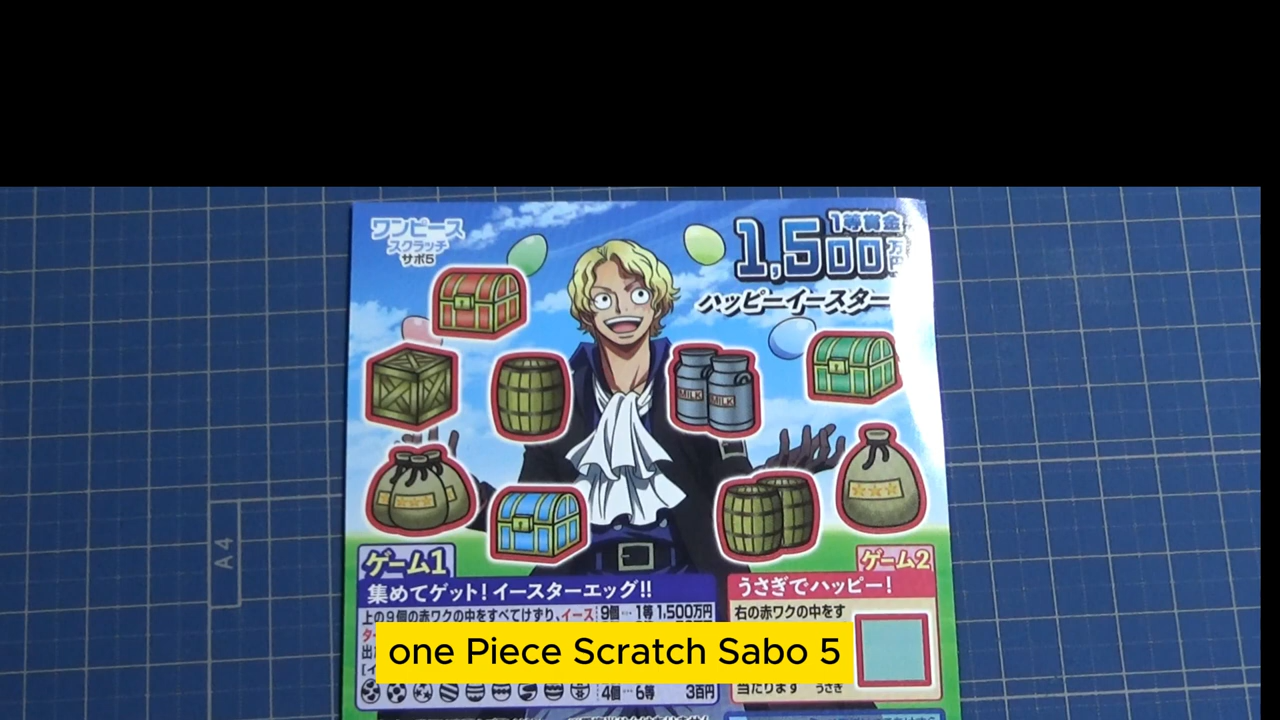 ワンピース
スクラッチ
サボ5
1等賞金
1,500万円
ハッピーイースター
MILK
MILK
ゲーム1
集めてゲット!イースターエッグ!!
上の9個の赤ワクの中をすべてけずり、イース
9個…1等 1,500万円
4個…6等 3百円
ゲーム2
うさぎでハッピー!
右の赤ワクの中をす
当たります
うさぎ
one Piece Scratch Sabo 5
A4